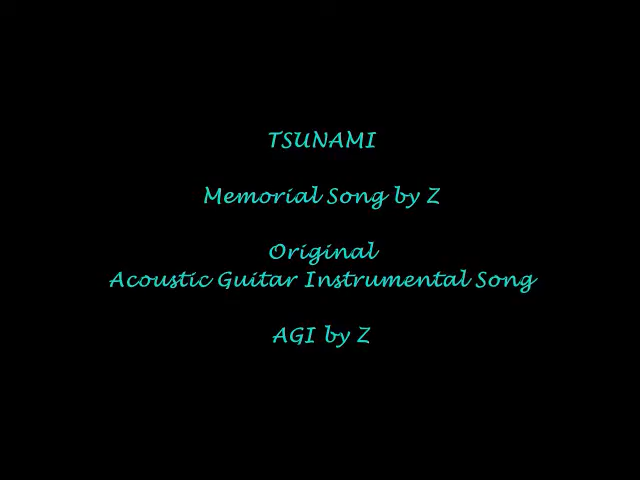 TSUNAMI
Memorial Song by Z
Original
Acoustic Guitar Instrumental Song
AGI by Z